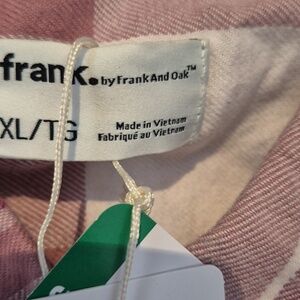 frank. by Frank And Oak™
XL/TG
Made in Vietnam
Fabriqué au Vietnam